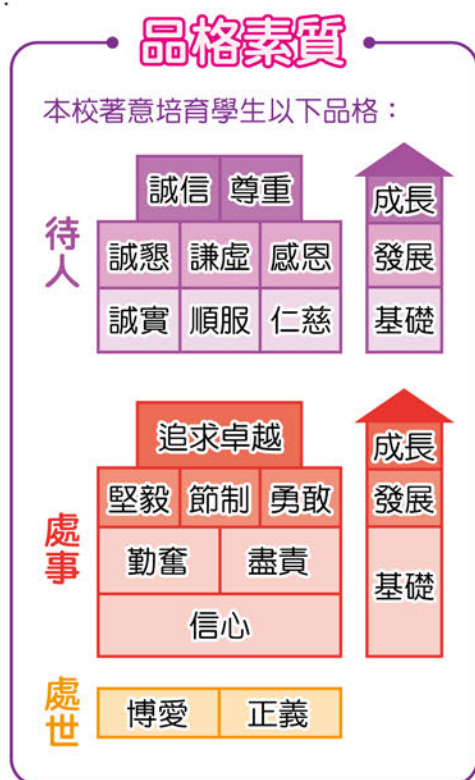 品格素質
本校著意培育學生以下品格：
待人
誠信 尊重
成長
誠懇 謙虛 感恩
發展
誠實 順服 仁慈
基礎
處事
追求卓越
成長
堅毅 節制 勇敢
發展
勤奮 盡責
基礎
信心
處世
博愛 正義